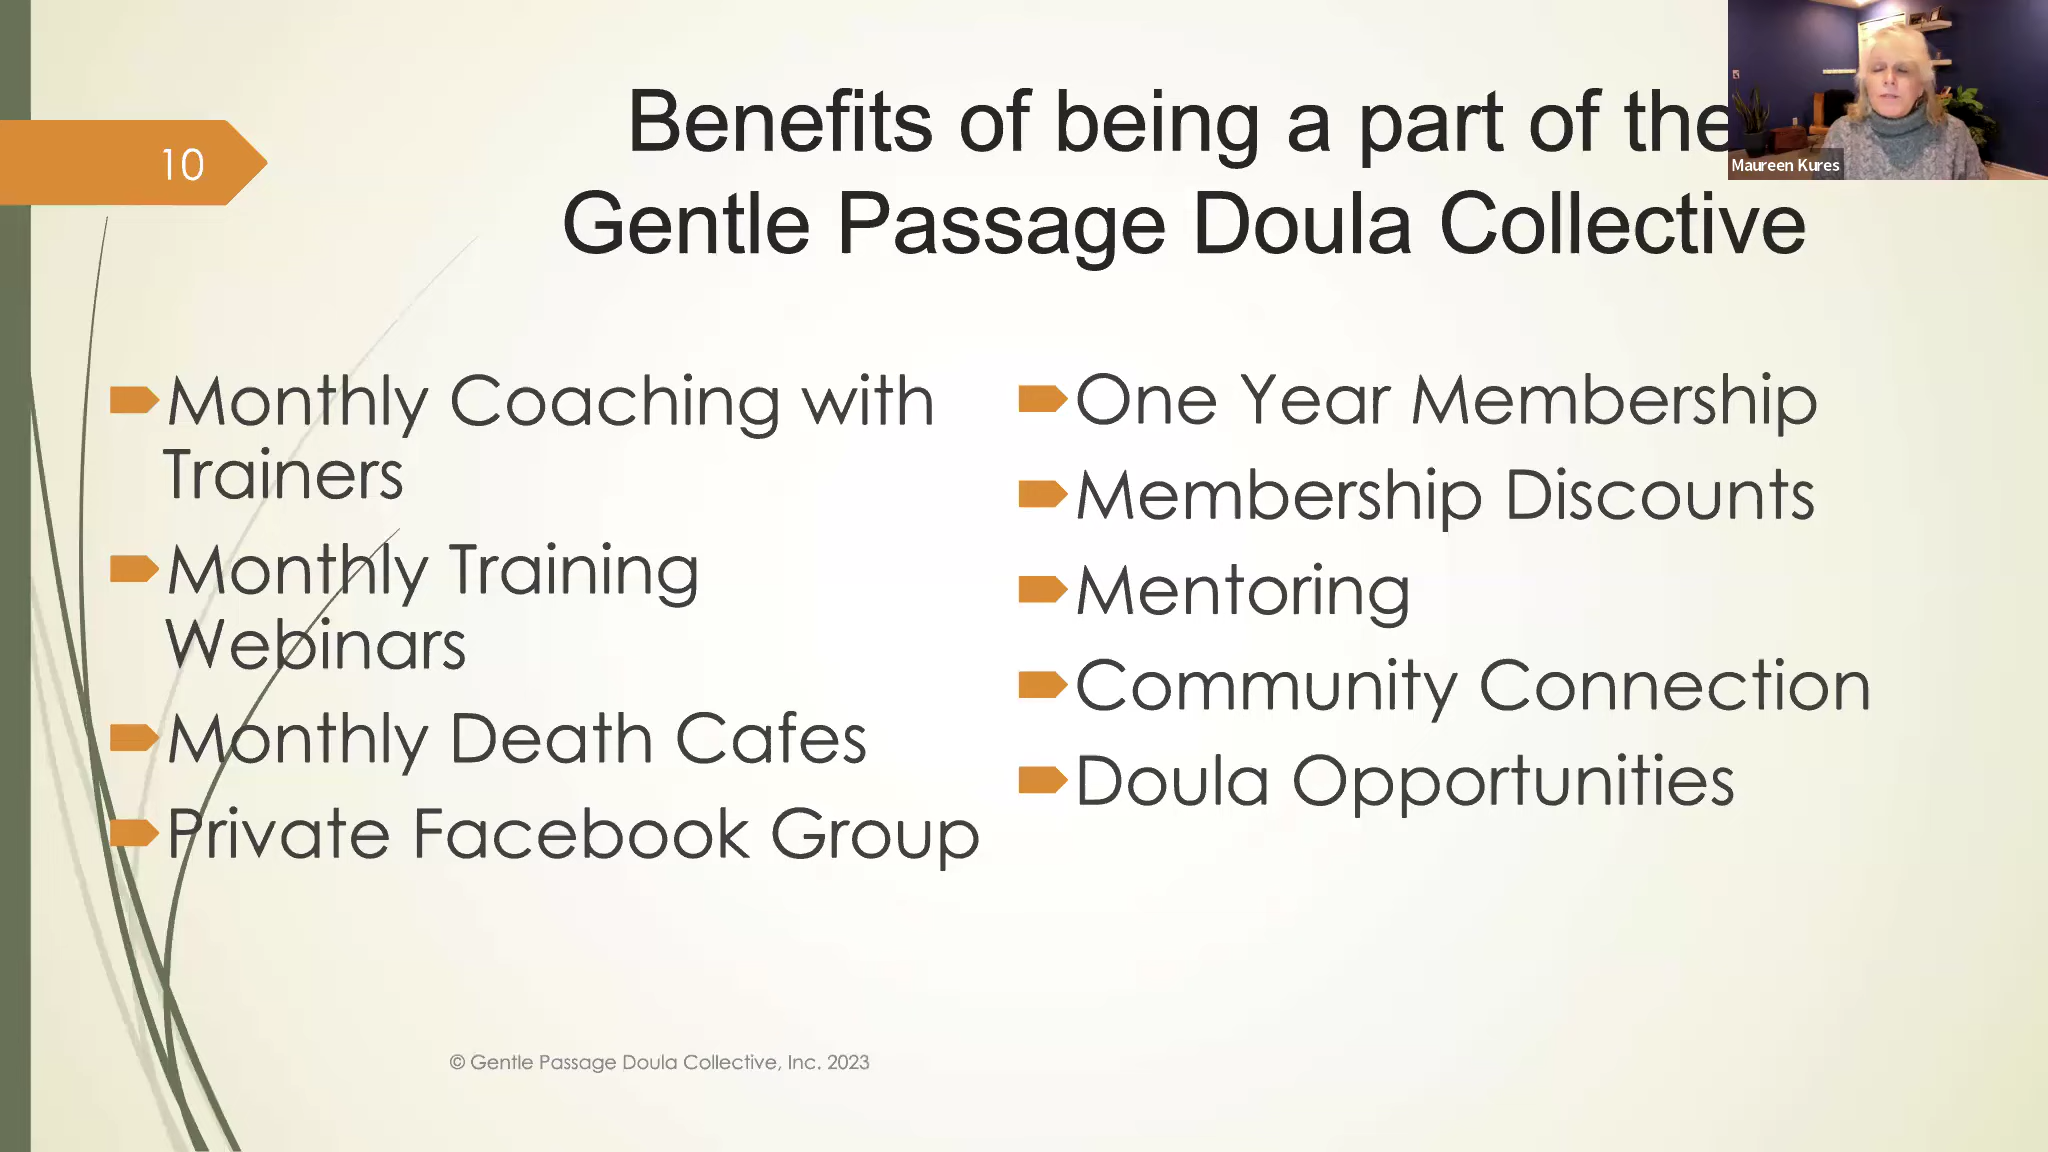 Benefits of being a part of the
Gentle Passage Doula Collective
10
Maureen Kures
Monthly Coaching with
Trainers
Monthly Training
Webinars
Monthly Death Cafes
Private Facebook Group
One Year Membership
Membership Discounts
Mentoring
Community Connection
Doula Opportunities
© Gentle Passage Doula Collective, Inc. 2023